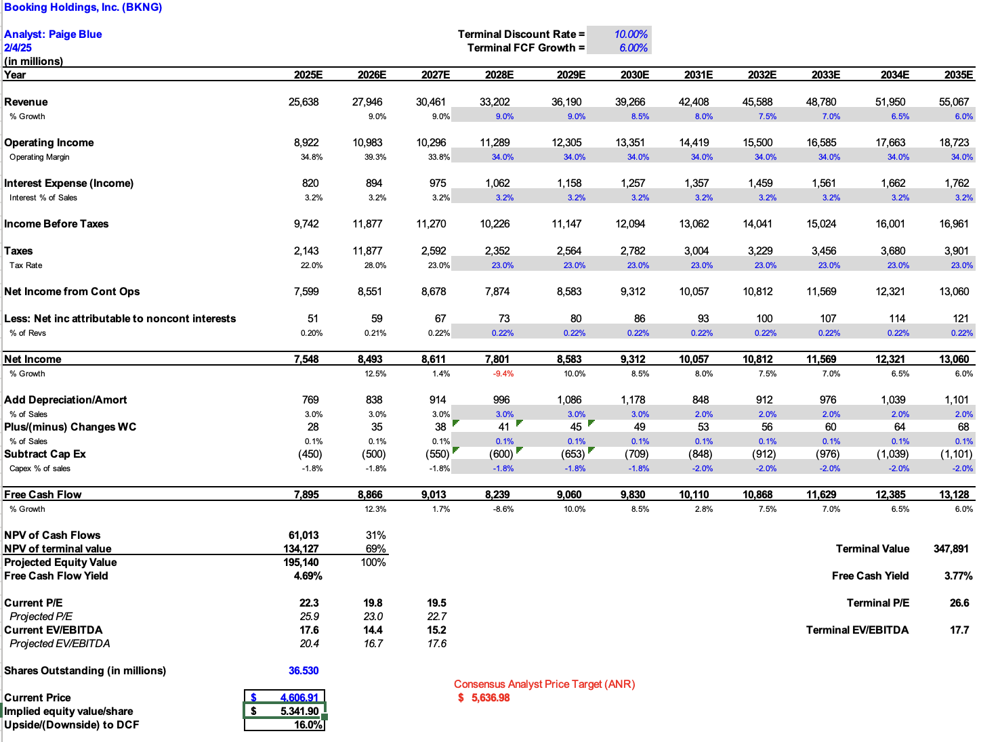 Booking Holdings, Inc. (BKNG)
Analyst: Paige Blue Terminal Discount Rate = 10.00%
2/4/25 Terminal FCF Growth = 6.00%
(in millions)
Year 2025E 2026E 2027E 2028E 2029E 2030E 2031E 2032E 2033E 2034E 2035E
Revenue 25,638 27,946 30,461 33,202 36,190 39,266 42,408 45,588 48,780 51,950 55,067
% Growth 9.0% 9.0% 9.0% 9.0% 8.5% 8.0% 7.5% 7.0% 6.5% 6.0%
Operating Income 8,922 10,983 10,296 11,289 12,305 13,351 14,419 15,500 16,585 17,663 18,723
Operating Margin 34.8% 39.3% 33.8% 34.0% 34.0% 34.0% 34.0% 34.0% 34.0% 34.0% 34.0%
Interest Expense (Income) 820 894 975 1,062 1,158 1,257 1,357 1,459 1,561 1,662 1,762
Interest % of Sales 3.2% 3.2% 3.2% 3.2% 3.2% 3.2% 3.2% 3.2% 3.2% 3.2% 3.2%
Income Before Taxes 9,742 11,877 11,270 10,226 11,147 12,094 13,062 14,041 15,024 16,001 16,961
Taxes 2,143 11,877 2,592 2,352 2,564 2,782 3,004 3,229 3,456 3,680 3,901
Tax Rate 22.0% 28.0% 23.0% 23.0% 23.0% 23.0% 23.0% 23.0% 23.0% 23.0% 23.0%
Net Income from Cont Ops 7,599 8,551 8,678 7,874 8,583 9,312 10,057 10,812 11,569 12,321 13,060
Less: Net inc attributable to noncont interests 51 59 67 73 80 86 93 100 107 114 121
% of Revs 0.20% 0.21% 0.22% 0.22% 0.22% 0.22% 0.22% 0.22% 0.22% 0.22% 0.22%
Net Income 7,548 8,493 8,611 7,801 8,583 9,312 10,057 10,812 11,569 12,321 13,060
% Growth 12.5% 1.4% -9.4% 10.0% 8.5% 8.0% 7.5% 7.0% 6.5% 6.0%
Add Depreciation/Amort 769 838 914 996 1,086 1,178 848 912 976 1,039 1,101
% of Sales 3.0% 3.0% 3.0% 3.0% 3.0% 3.0% 2.0% 2.0% 2.0% 2.0% 2.0%
Plus/(minus) Changes WC 28 35 38 41 45 49 53 56 60 64 68
% of Sales 0.1% 0.1% 0.1% 0.1% 0.1% 0.1% 0.1% 0.1% 0.1% 0.1% 0.1%
Subtract Cap Ex (450) (500) (550) (600) (653) (709) (848) (912) (976) (1,039) (1,101)
Capex % of sales -1.8% -1.8% -1.8% -1.8% -1.8% -1.8% -2.0% -2.0% -2.0% -2.0% -2.0%
Free Cash Flow 7,895 8,866 9,013 8,239 9,060 9,830 10,110 10,868 11,629 12,385 13,128
% Growth 12.3% 1.7% -8.6% 10.0% 8.5% 2.8% 7.5% 7.0% 6.5% 6.0%
NPV of Cash Flows 61,013 31%
NPV of terminal value 134,127 69% Terminal Value 347,891
Projected Equity Value 195,140 100%
Free Cash Flow Yield 4.69% Free Cash Yield 3.77%
Current P/E 22.3 19.8 19.5 Terminal P/E 26.6
Projected P/E 25.9 23.0 22.7
Current EV/EBITDA 17.6 14.4 15.2 Terminal EV/EBITDA 17.7
Projected EV/EBITDA 20.4 16.7 17.6
Shares Outstanding (in millions) 36.530
Consensus Analyst Price Target (ANR)
Current Price $ 4,606.91 $ 5,636.98
Implied equity value/share $ 5,341.90
Upside/(Downside) to DCF 16.0%